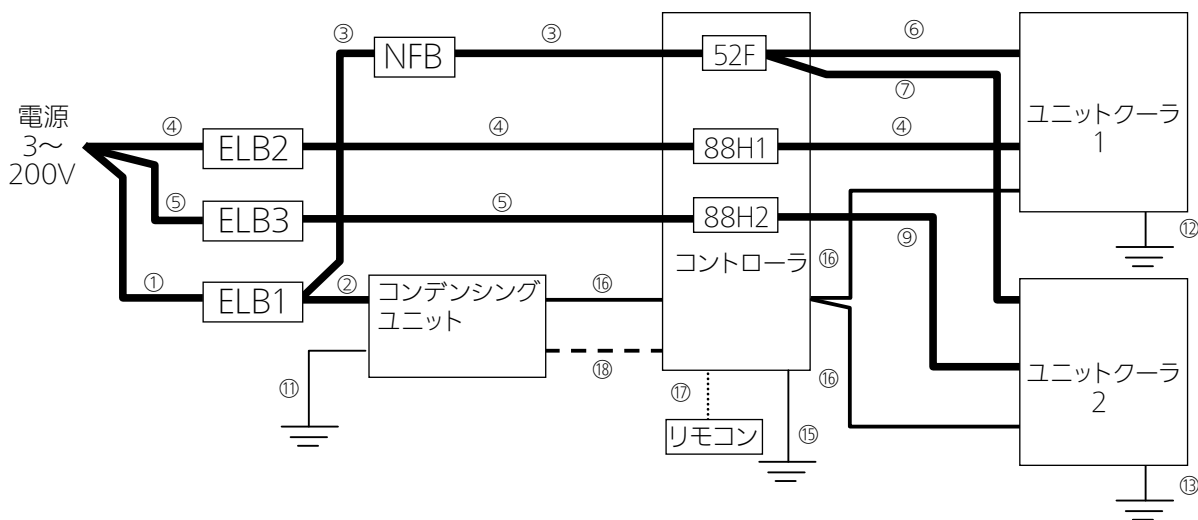 ③
③
⑥
NFB
52F
⑦
電源
3～
200V
④
④
④
ELB2
88H1
ユニットクーラ
1
⑤
⑤
ELB3
88H2
⑨
⑫
コントローラ
⑯
①
ELB1
②
コンデンシング
ユニット
⑯
⑱
⑪
⑰
⑯
リモコン
⑮
ユニットクーラ
2
⑬